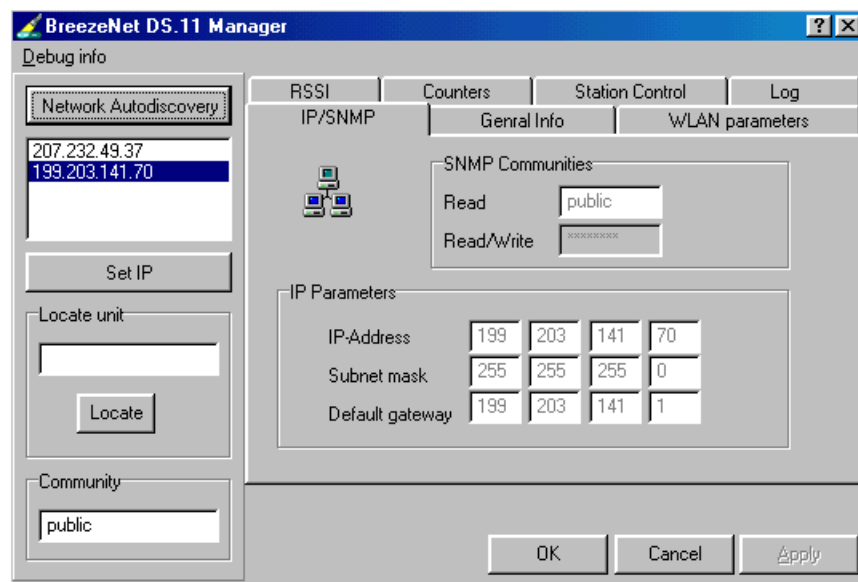 BreezeNet DS.11 Manager
Debug info
Network Autodiscovery
207.232.49.37
199.203.141.70
Set IP
Locate unit
Locate
Community
public
RSSI Counters Station Control Log
IP/SNMP Genral Info WLAN parameters
SNMP Communities
Read public
Read/Write ********
IP Parameters
IP-Address 199 203 141 70
Subnet mask 255 255 255 0
Default gateway 199 203 141 1
OK Cancel Apply